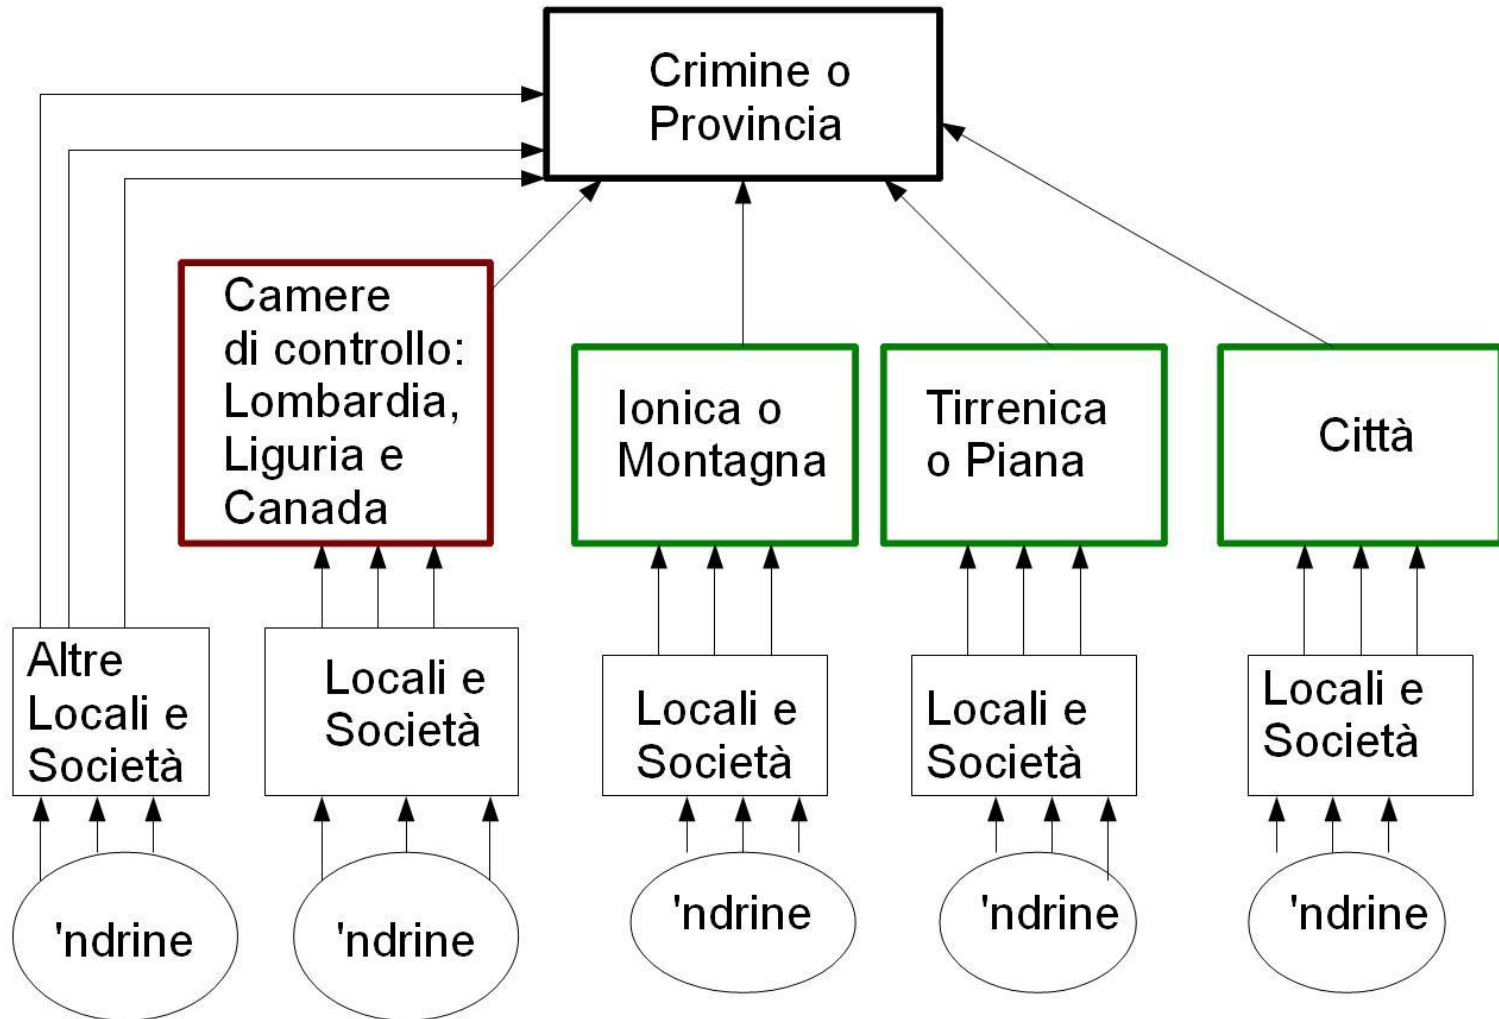 Crimine o
Provincia
Camere
di controllo:
Lombardia,
Liguria e
Canada
Ionica o
Montagna
Tirrenica
o Piana
Città
Altre
Locali e
Società
Locali e
Società
Locali e
Società
Locali e
Società
Locali e
Società
'ndrine
'ndrine
'ndrine
'ndrine
'ndrine